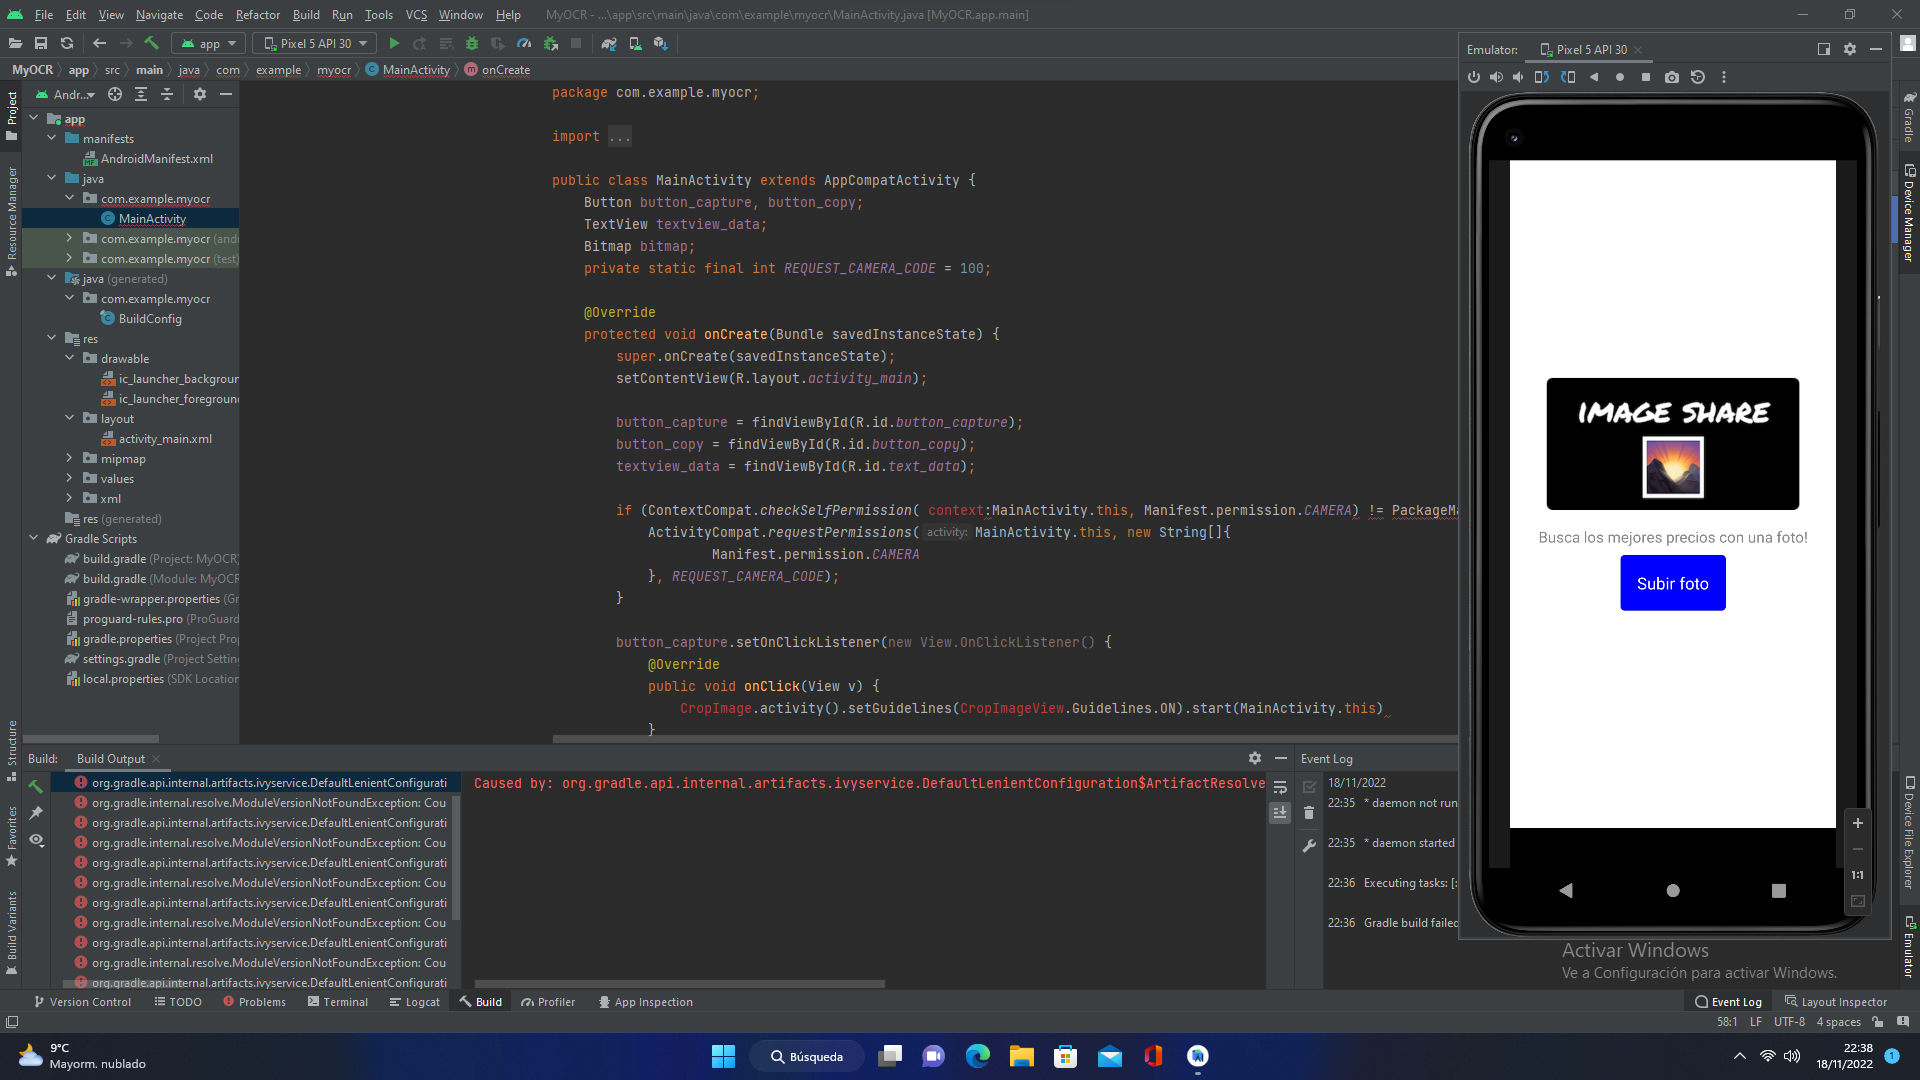 File Edit View Navigate Code Refactor Build Run Tools VCS Window Help MyOCR - ...\app\src\main\java\com\example\myocr\MainActivity.java [MyOCR.app.main]
app Pixel 5 API 30
MyOCR app src main java com example myocr MainActivity onCreate
Emulator: Pixel 5 API 30
Project
Resource Manager
Structure
Favorites
Build Variants
Andr...
app
manifests
AndroidManifest.xml
java
com.example.myocr
MainActivity
com.example.myocr (andr
com.example.myocr (test)
java (generated)
com.example.myocr
BuildConfig
res
drawable
ic_launcher_backgroun
ic_launcher_foreground
layout
activity_main.xml
mipmap
values
xml
res (generated)
Gradle Scripts
build.gradle (Project: MyOCR)
build.gradle (Module: MyOCR
gradle-wrapper.properties (Gr
proguard-rules.pro (ProGuard
gradle.properties (Project Prop
settings.gradle (Project Settin
local.properties (SDK Location
package com.example.myocr;
import ...
public class MainActivity extends AppCompatActivity {
Button button_capture, button_copy;
TextView textview_data;
Bitmap bitmap;
private static final int REQUEST_CAMERA_CODE = 100;
@Override
protected void onCreate(Bundle savedInstanceState) {
super.onCreate(savedInstanceState);
setContentView(R.layout.activity_main);
button_capture = findViewById(R.id.button_capture);
button_copy = findViewById(R.id.button_copy);
textview_data = findViewById(R.id.text_data);
if (ContextCompat.checkSelfPermission( context:MainActivity.this, Manifest.permission.CAMERA) != PackageMa
ActivityCompat.requestPermissions( activity: MainActivity.this, new String[]{
Manifest.permission.CAMERA
}, REQUEST_CAMERA_CODE);
}
button_capture.setOnClickListener(new View.OnClickListener() {
@Override
public void onClick(View v) {
CropImage.activity().setGuidelines(CropImageView.Guidelines.ON).start(MainActivity.this)
}
IMAGE SHARE
Busca los mejores precios con una foto!
Subir foto
Gradle
Device Manager
Device File Explorer
Emulator
1:1
Build: Build Output
org.gradle.api.internal.artifacts.ivyservice.DefaultLenientConfigurati
org.gradle.internal.resolve.ModuleVersionNotFoundException: Cou
org.gradle.api.internal.artifacts.ivyservice.DefaultLenientConfigurati
org.gradle.internal.resolve.ModuleVersionNotFoundException: Cou
org.gradle.api.internal.artifacts.ivyservice.DefaultLenientConfigurati
org.gradle.internal.resolve.ModuleVersionNotFoundException: Cou
org.gradle.api.internal.artifacts.ivyservice.DefaultLenientConfigurati
org.gradle.internal.resolve.ModuleVersionNotFoundException: Cou
org.gradle.api.internal.artifacts.ivyservice.DefaultLenientConfigurati
org.gradle.internal.resolve.ModuleVersionNotFoundException: Cou
org.gradle.api.internal.artifacts.ivyservice.DefaultLenientConfigurati
Caused by: org.gradle.api.internal.artifacts.ivyservice.DefaultLenientConfiguration$ArtifactResolve
Event Log
18/11/2022
22:35 * daemon not run
22:35 * daemon started
22:36 Executing tasks: [:
22:36 Gradle build failed
Activar Windows
Ve a Configuración para activar Windows.
Version Control TODO Problems Terminal Logcat Build Profiler App Inspection Event Log Layout Inspector
58:1 LF UTF-8 4 spaces
9°C
Mayorm. nublado
Búsqueda
22:38
18/11/2022
1